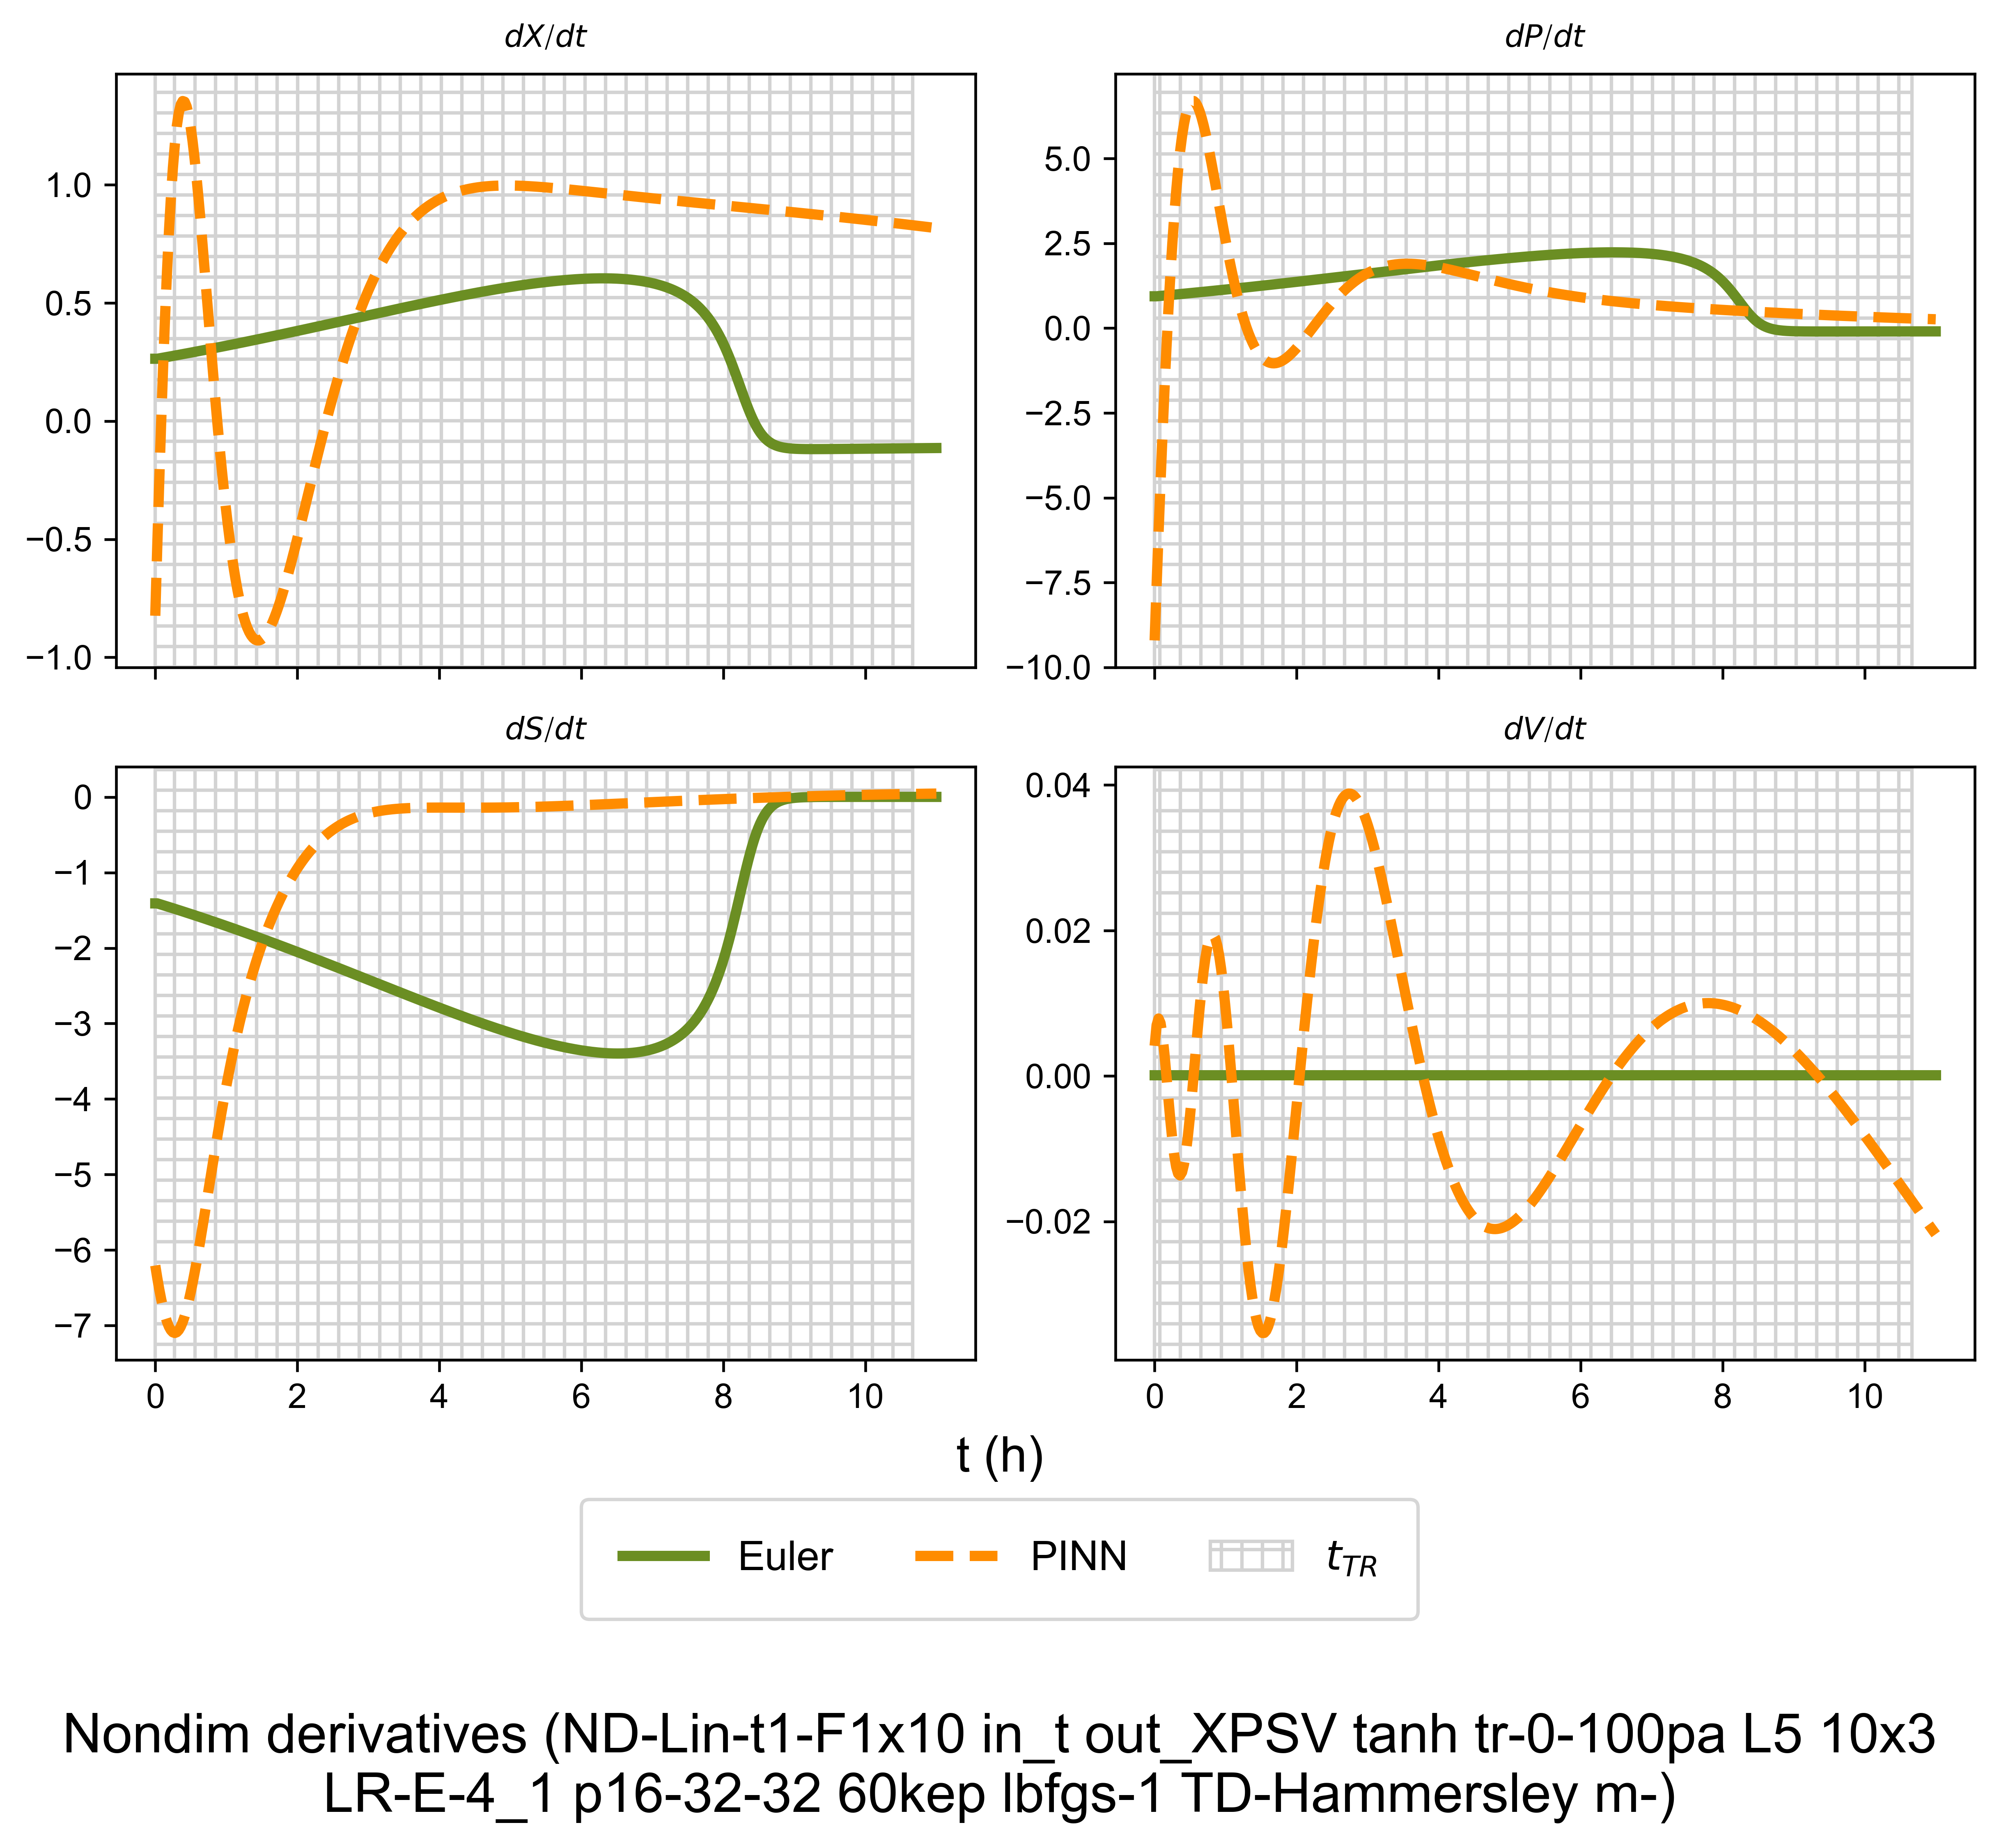 dX/dt
dP/dt
1.0
0.5
0.0
−0.5
−1.0
5.0
2.5
0.0
−2.5
−5.0
−7.5
−10.0
dS/dt
dV/dt
0
−1
−2
−3
−4
−5
−6
−7
0.04
0.02
0.00
−0.02
0 2 4 6 8 10
0 2 4 6 8 10
t (h)
Euler PINN t_TR
Nondim derivatives (ND-Lin-t1-F1x10 in_t out_XPSV tanh tr-0-100pa L5 10x3
LR-E-4_1 p16-32-32 60kep lbfgs-1 TD-Hammersley m-)